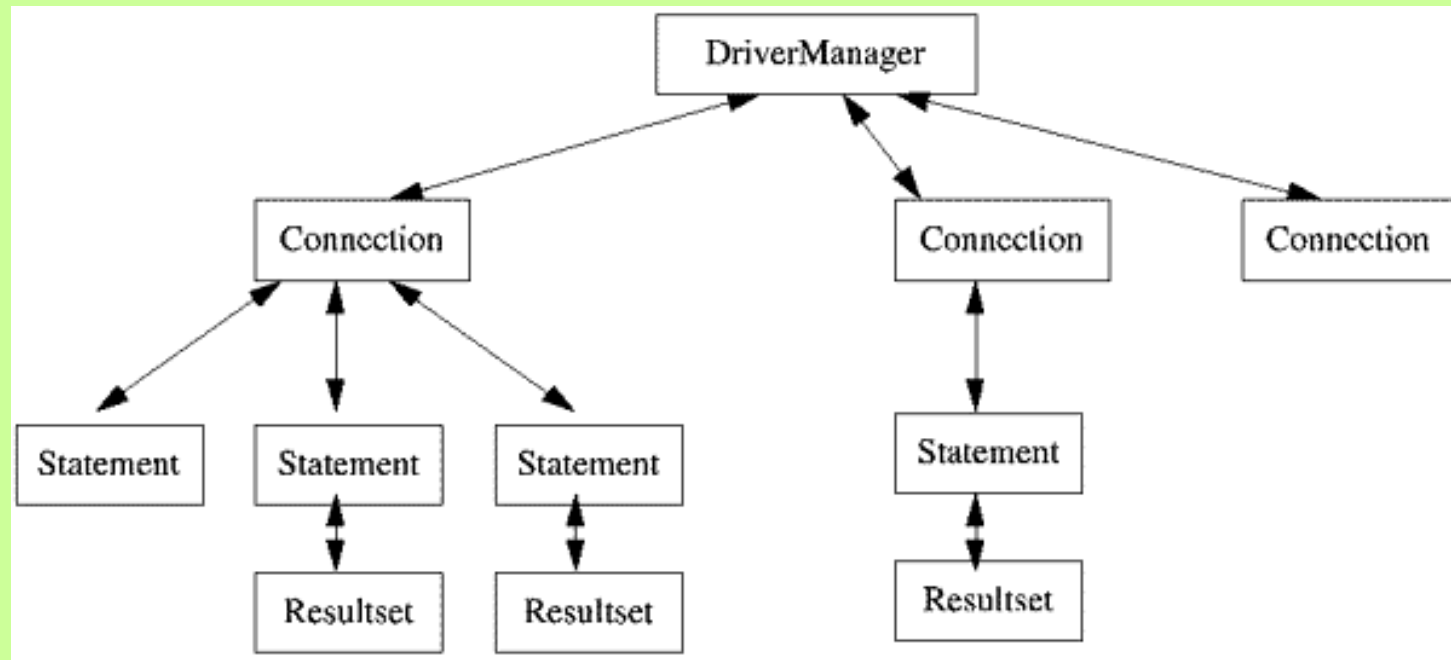 DriverManager
Connection
Connection
Connection
Statement
Statement
Statement
Statement
Resultset
Resultset
Resultset